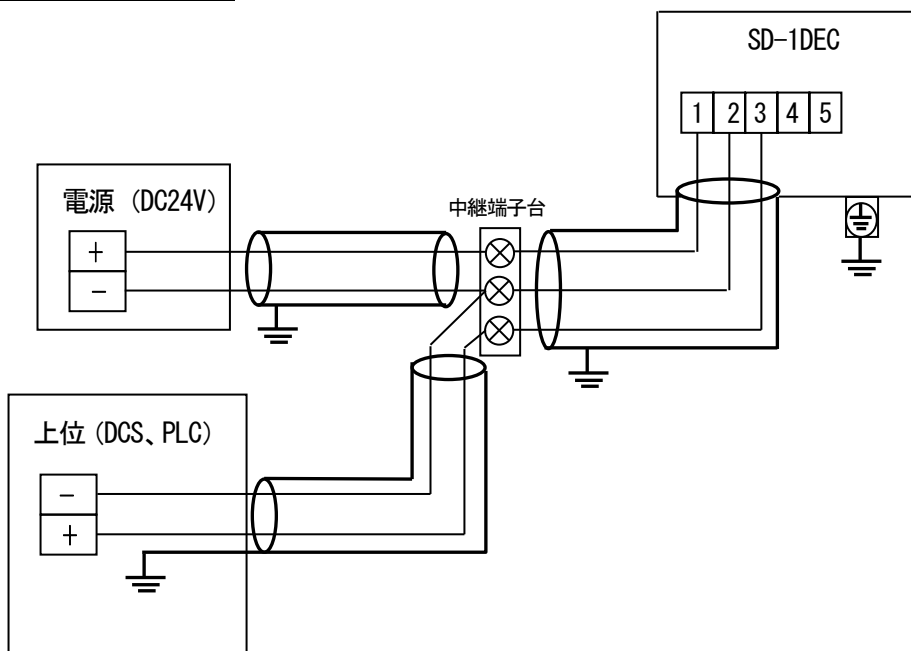 SD-1DEC
1 2 3 4 5
電源 (DC24V)
+
-
中継端子台
上位 (DCS、PLC)
-
+